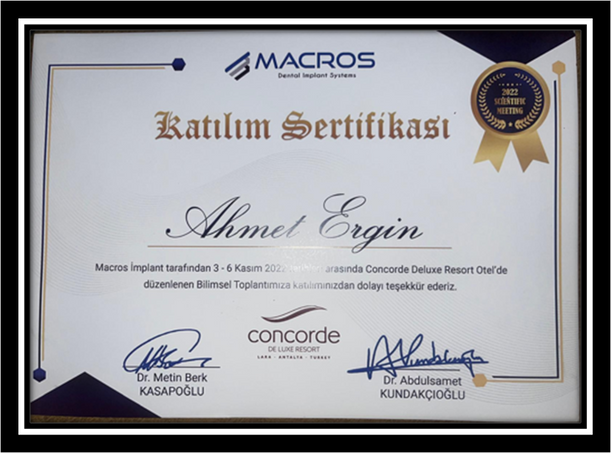 MACROS
Dental Implant Systems
2022
SCIENTIFIC
MEETING
Katılım Sertifikası
Ahmet Ergin
Macros İmplant tarafından 3 - 6 Kasım 2022 arasında Concorde Deluxe Resort Otel'de
düzenlenen Bilimsel Toplantımıza katılımınızdan dolayı teşekkür ederiz.
concorde
DE LUXE RESORT
LARA - ANTALYA - TURKEY
Dr. Metin Berk
KASAPOĞLU
Dr. Abdulsamet
KUNDAKÇIOĞLU